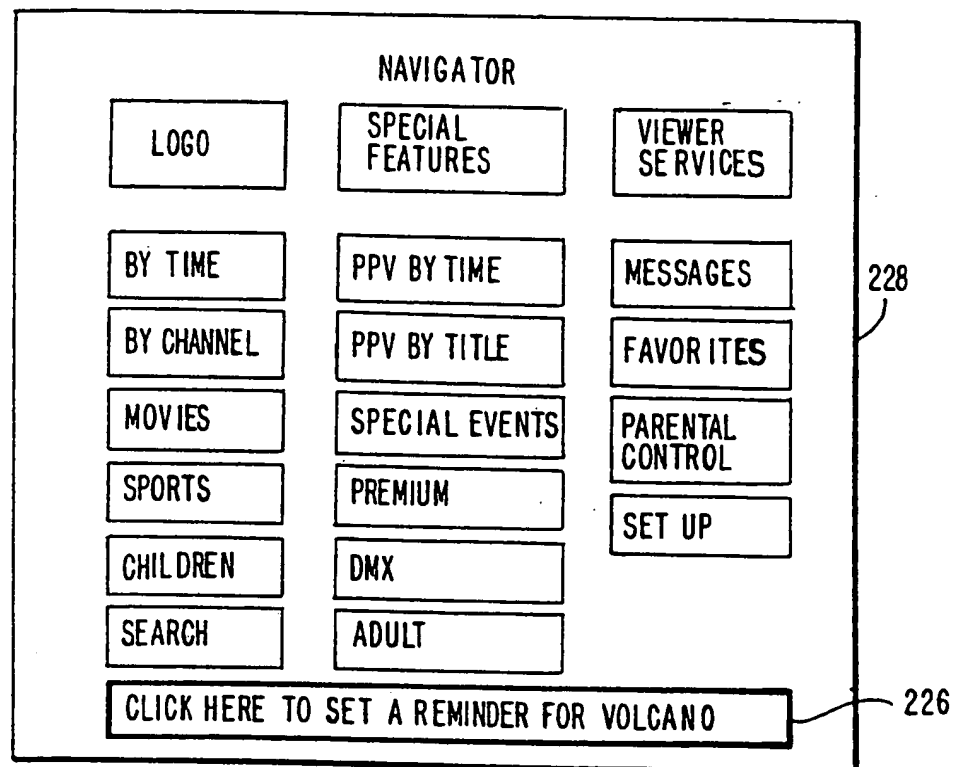 NAVIGATOR
LOGO
SPECIAL
FEATURES
VIEWER
SERVICES
BY TIME
BY CHANNEL
MOVIES
SPORTS
CHILDREN
SEARCH
PPV BY TIME
PPV BY TITLE
SPECIAL EVENTS
PREMIUM
DMX
ADULT
MESSAGES
FAVORITES
PARENTAL
CONTROL
SET UP
CLICK HERE TO SET A REMINDER FOR VOLCANO
228
226